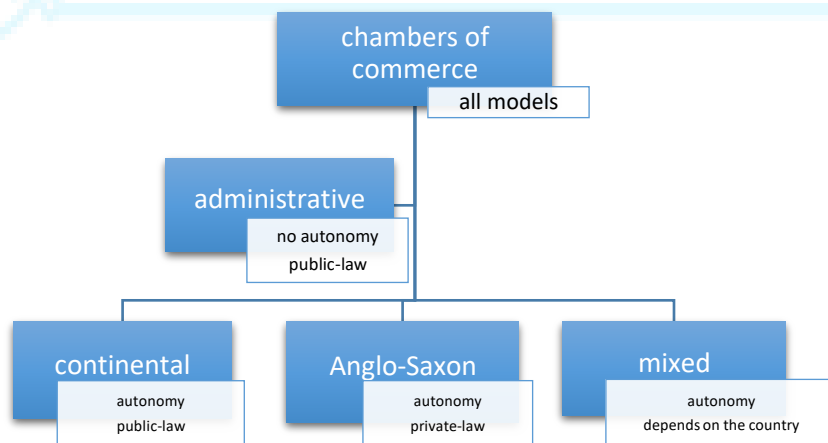 chambers of
commerce
all models
administrative
no autonomy
public-law
continental
autonomy
public-law
Anglo-Saxon
autonomy
private-law
mixed
autonomy
depends on the country